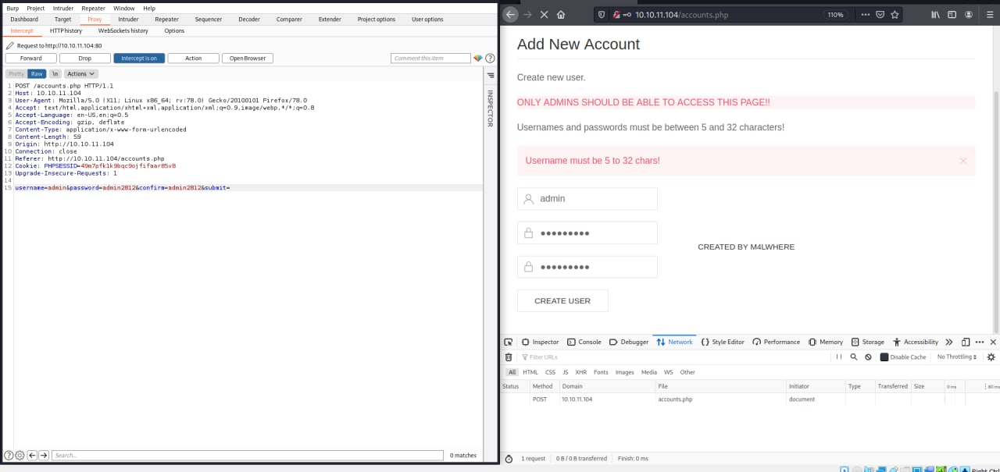 Burp Project Intruder Repeater Window Help
Dashboard Target Proxy Intruder Repeater Sequencer Decoder Comparer Extender Project options User options
Intercept HTTP history WebSockets history Options
Request to http://10.10.11.104:80
Forward Drop Intercept is on Action Open Browser Comment this item
Pretty Raw \n Actions
INSPECTOR
1 POST /accounts.php HTTP/1.1
2 Host: 10.10.11.104
3 User-Agent: Mozilla/5.0 (X11; Linux x86_64; rv:78.0) Gecko/20100101 Firefox/78.0
4 Accept: text/html,application/xhtml+xml,application/xml;q=0.9,image/webp,*/*;q=0.8
5 Accept-Language: en-US,en;q=0.5
6 Accept-Encoding: gzip, deflate
7 Content-Type: application/x-www-form-urlencoded
8 Content-Length: 59
9 Origin: http://10.10.11.104
10 Connection: close
11 Referer: http://10.10.11.104/accounts.php
12 Cookie: PHPSESSID=49m7pfk1k9bqc9ojfifaar85v8
13 Upgrade-Insecure-Requests: 1
14
15 username=admin&password=admin2812&confirm=admin2812&submit=
Search... 0 matches
10.10.11.104/accounts.php 110%
Add New Account
Create new user.
ONLY ADMINS SHOULD BE ABLE TO ACCESS THIS PAGE!!
Usernames and passwords must be between 5 and 32 characters!
Username must be 5 to 32 chars!
admin
●●●●●●●●●
CREATED BY M4LWHERE
●●●●●●●●●
CREATE USER
Inspector Console Debugger Network Style Editor Performance Memory Storage Accessibility
Filter URLs Disable Cache No Throttling
All HTML CSS JS XHR Fonts Images Media WS Other
Status Method Domain File Initiator Type Transferred Size 0 ms 80 ms
POST 10.10.11.104 accounts.php document
1 request 0 B / 0 B transferred Finish: 0 ms
Right Ctrl